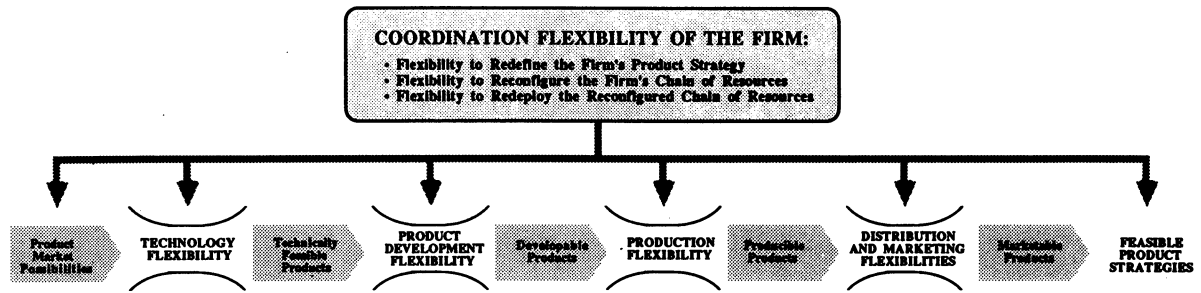 COORDINATION FLEXIBILITY OF THE FIRM:
• Flexibility to Redefine the Firm's Product Strategy
• Flexibility to Reconfigure the Firm's Chain of Resources
• Flexibility to Redeploy the Reconfigured Chain of Resources
Product
Market
Possibilities
TECHNOLOGY
FLEXIBILITY
Technically
Feasible
Products
PRODUCT
DEVELOPMENT
FLEXIBILITY
Developable
Products
PRODUCTION
FLEXIBILITY
Producible
Products
DISTRIBUTION
AND MARKETING
FLEXIBILITIES
Marketable
Products
FEASIBLE
PRODUCT
STRATEGIES